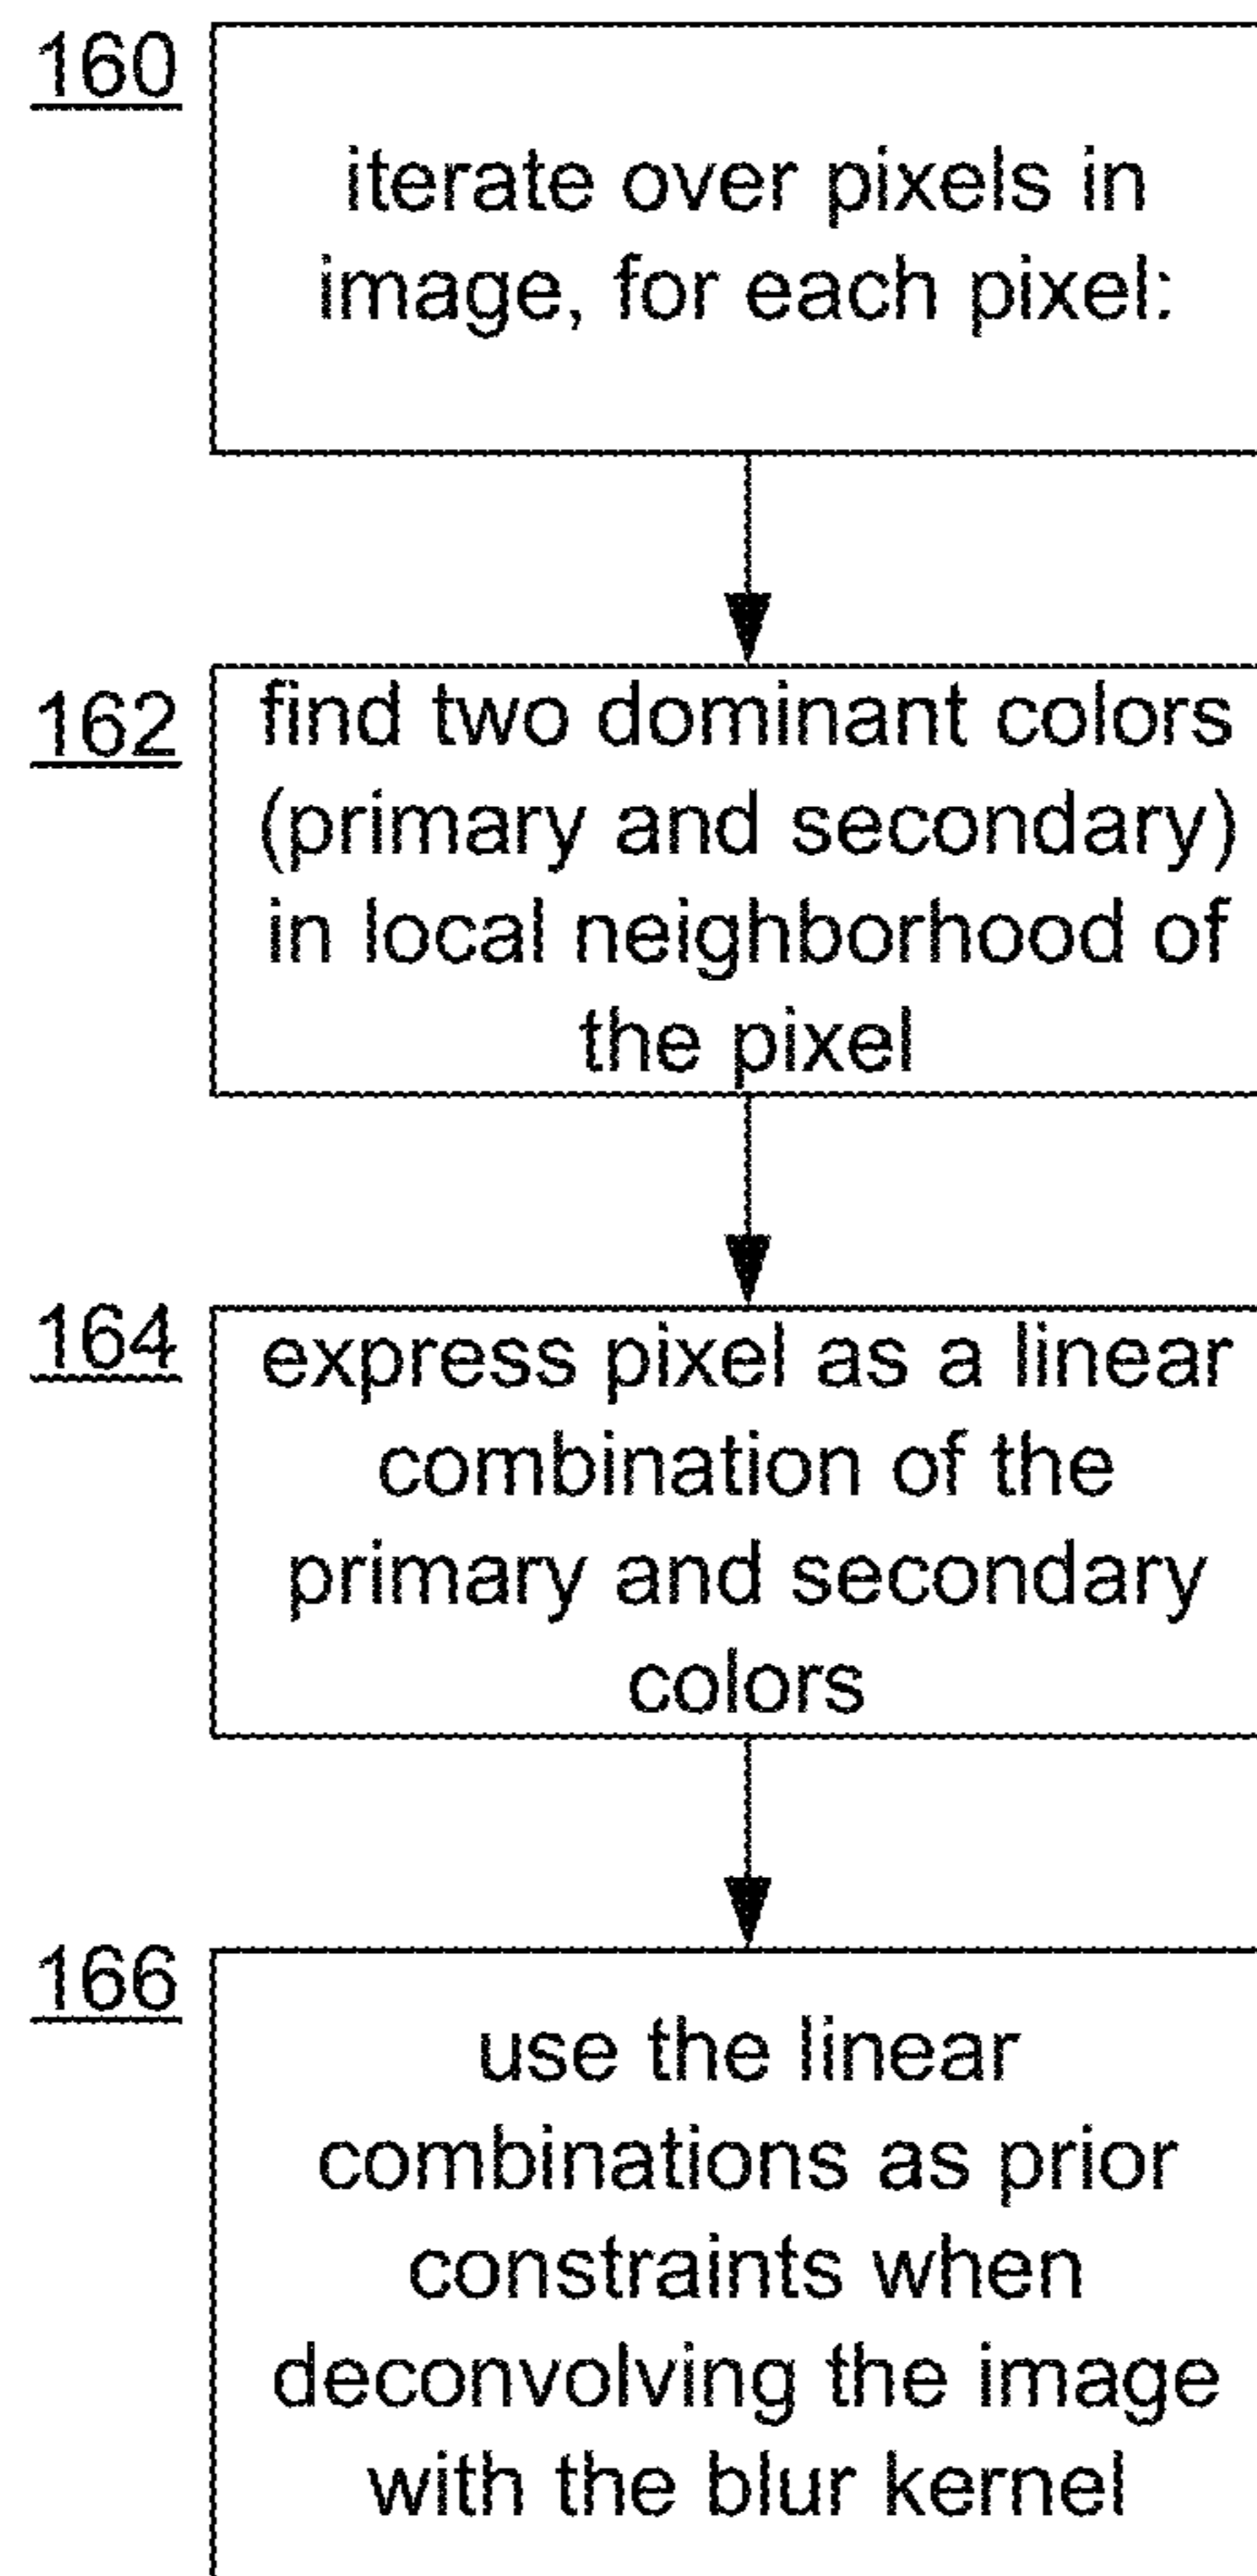 160
iterate over pixels in
image, for each pixel:
162
find two dominant colors
(primary and secondary)
in local neighborhood of
the pixel
164
express pixel as a linear
combination of the
primary and secondary
colors
166
use the linear
combinations as prior
constraints when
deconvolving the image
with the blur kernel